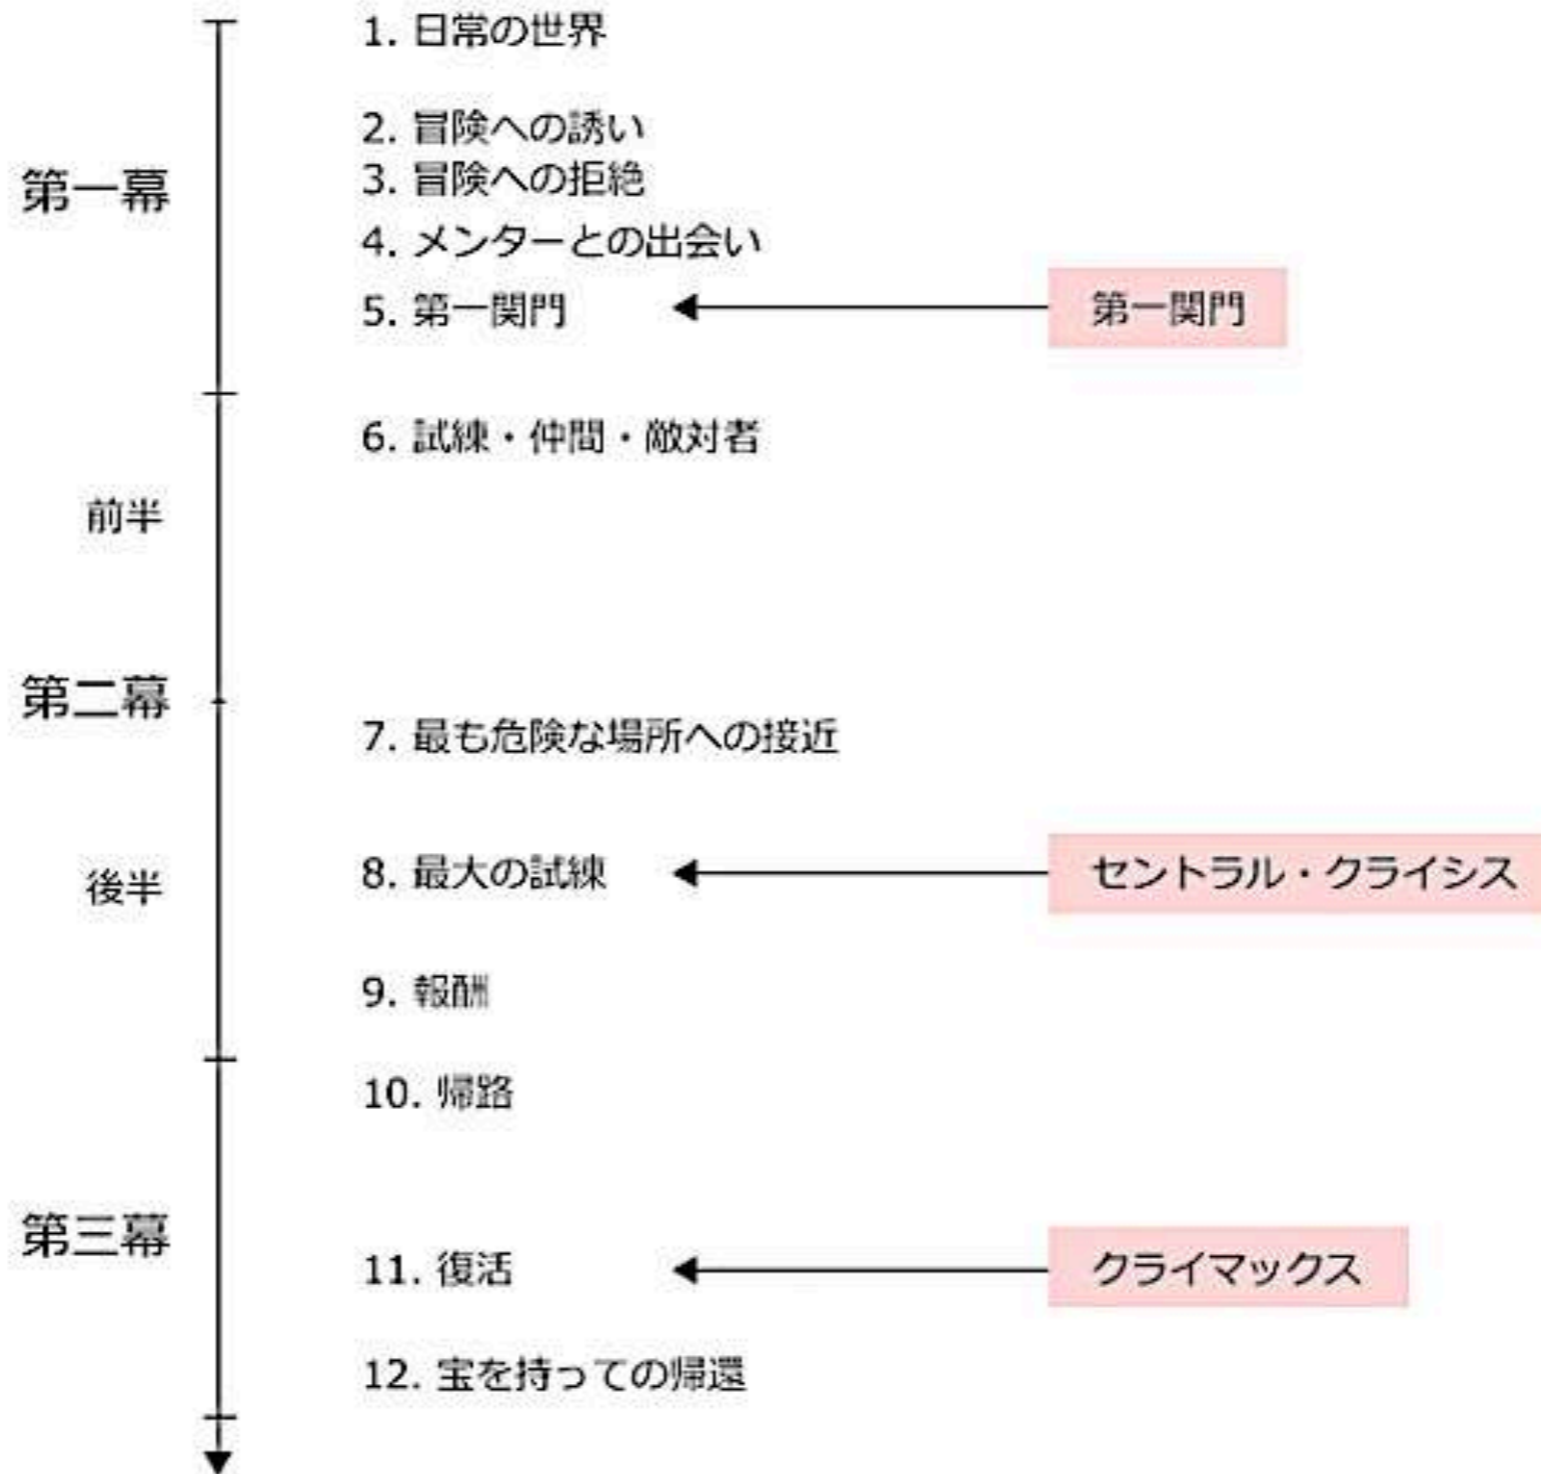 1. 日常の世界
2. 冒険への誘い
第一幕
3. 冒険への拒絶
4. メンターとの出会い
5. 第一関門
第一関門
6. 試練・仲間・敵対者
前半
第二幕
7. 最も危険な場所への接近
8. 最大の試練
セントラル・クライシス
後半
9. 報酬
10. 帰路
第三幕
11. 復活
クライマックス
12. 宝を持っての帰還